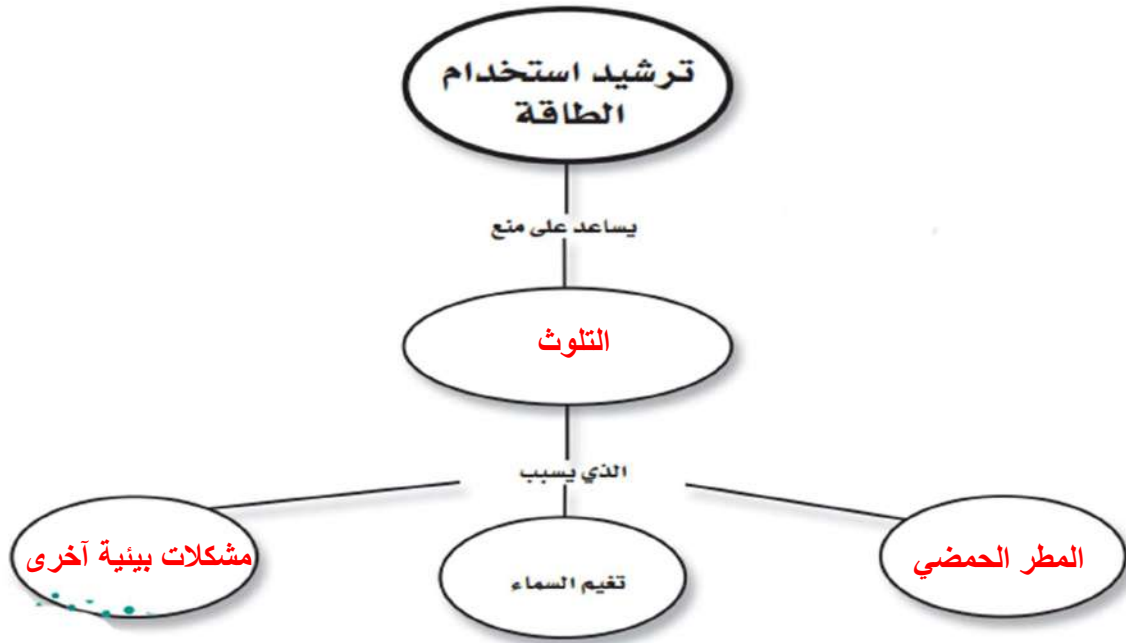 ترشيد استخدام
الطاقة
يساعد على منع
التلوث
الذي يسبب
المطر الحمضي
تغيم السماء
مشكلات بيئية آخرى